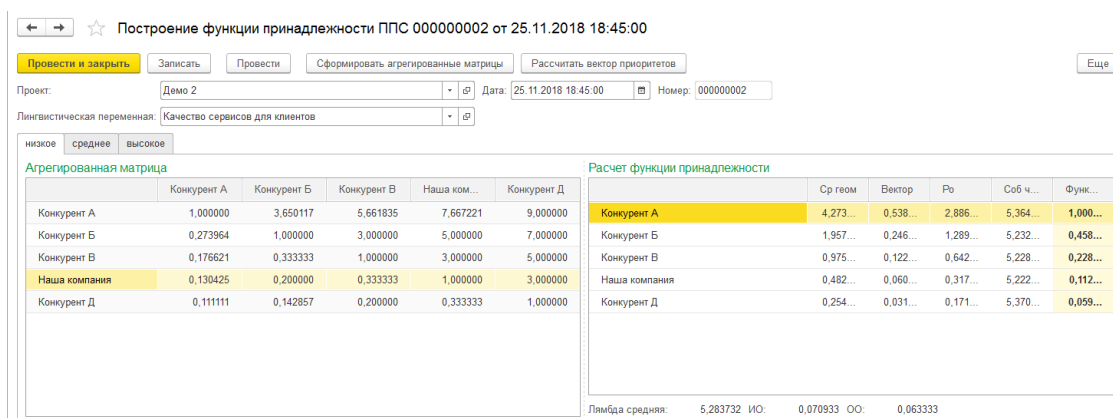 Построение функции принадлежности ППС 000000002 от 25.11.2018 18:45:00
Провести и закрыть Записать Провести Сформировать агрегированные матрицы Рассчитать вектор приоритетов Еще
Проект: Демо 2 Дата: 25.11.2018 18:45:00 Номер: 000000002
Лингвистическая переменная: Качество сервисов для клиентов
низкое среднее высокое
Агрегированная матрица Расчет функции принадлежности
Конкурент А Конкурент Б Конкурент В Наша ком... Конкурент Д Ср геом Вектор Ро Соб ч... Функ...
Конкурент А 1,000000 3,650117 5,661835 7,667221 9,000000 Конкурент А 4,273... 0,538... 2,886... 5,364... 1,000...
Конкурент Б 0,273964 1,000000 3,000000 5,000000 7,000000 Конкурент Б 1,957... 0,246... 1,289... 5,232... 0,458...
Конкурент В 0,176621 0,333333 1,000000 3,000000 5,000000 Конкурент В 0,975... 0,122... 0,642... 5,228... 0,228...
Наша компания 0,130425 0,200000 0,333333 1,000000 3,000000 Наша компания 0,482... 0,060... 0,317... 5,222... 0,112...
Конкурент Д 0,111111 0,142857 0,200000 0,333333 1,000000 Конкурент Д 0,254... 0,031... 0,171... 5,370... 0,059...
Лямбда средняя: 5,283732 ИО: 0,070933 ОО: 0,063333